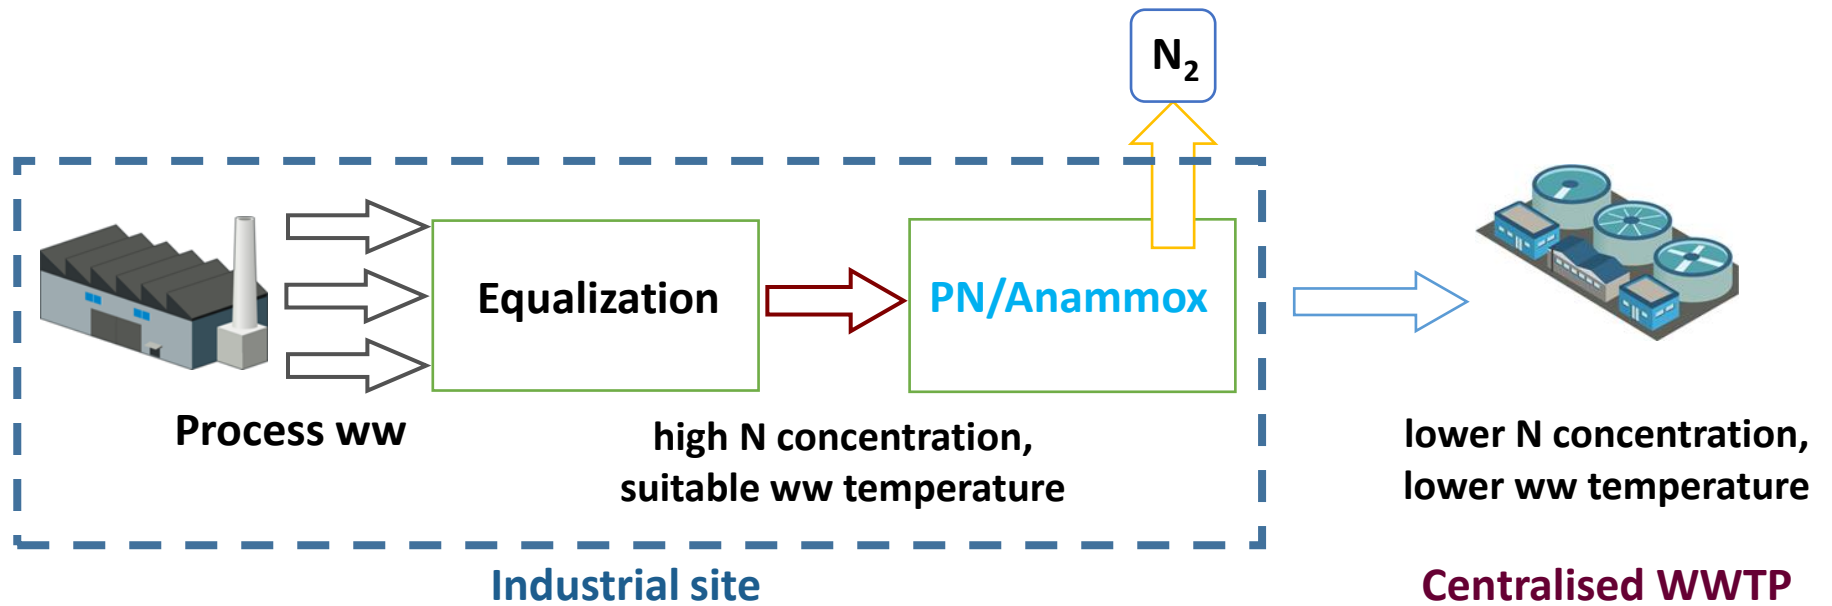 N₂
Equalization
PN/Anammox
Process ww
high N concentration,
suitable ww temperature
lower N concentration,
lower ww temperature
Industrial site
Centralised WWTP